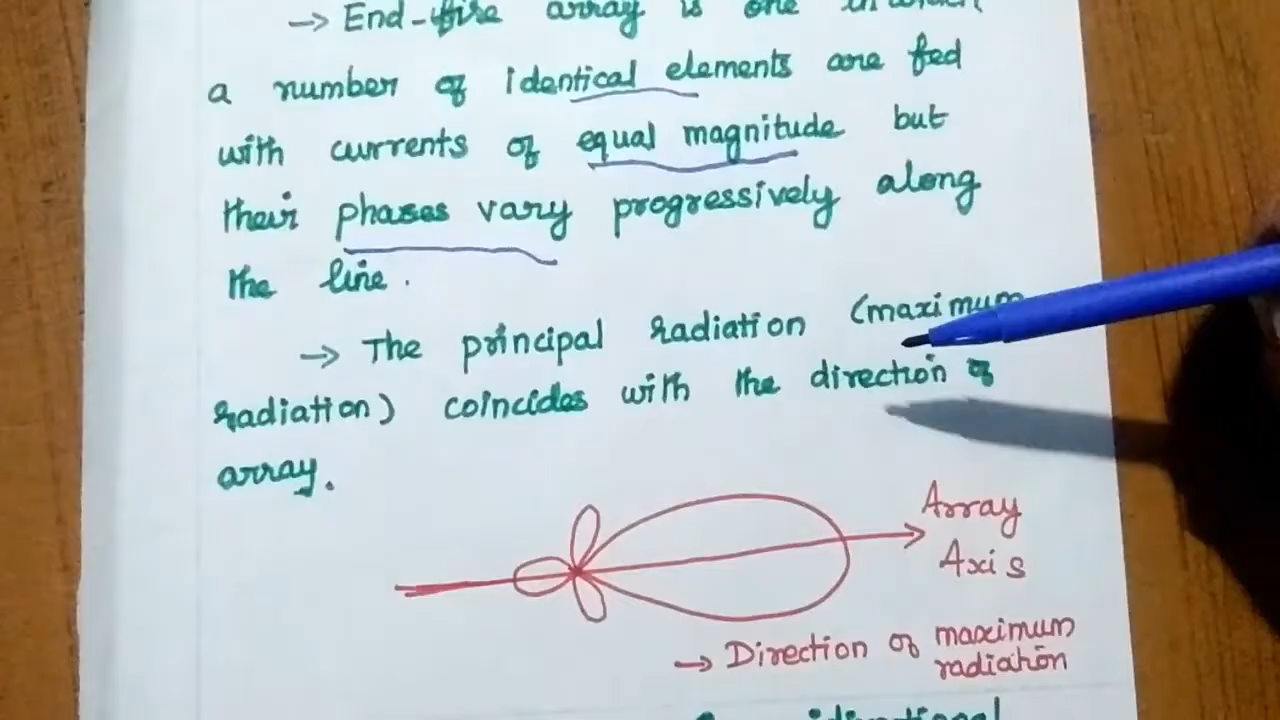 → End-fire array is one in which
a number of identical elements are fed
with currents of equal magnitude but
their phases vary progressively along
the line.
→ The principal radiation (maximum
radiation) coincides with the direction of
array.
Array
Axis
→ Direction of maximum
radiation